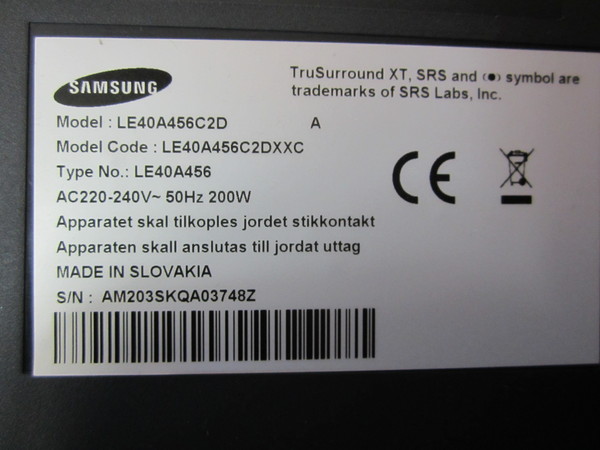 SAMSUNG
TruSurround XT, SRS and (●) symbol are
trademarks of SRS Labs, Inc.
Model : LE40A456C2D A
Model Code : LE40A456C2DXXC
Type No.: LE40A456
AC220-240V~ 50Hz 200W
Apparatet skal tilkoples jordet stikkontakt
Apparaten skall anslutas till jordat uttag
MADE IN SLOVAKIA
S/N : AM203SKQA03748Z
CE